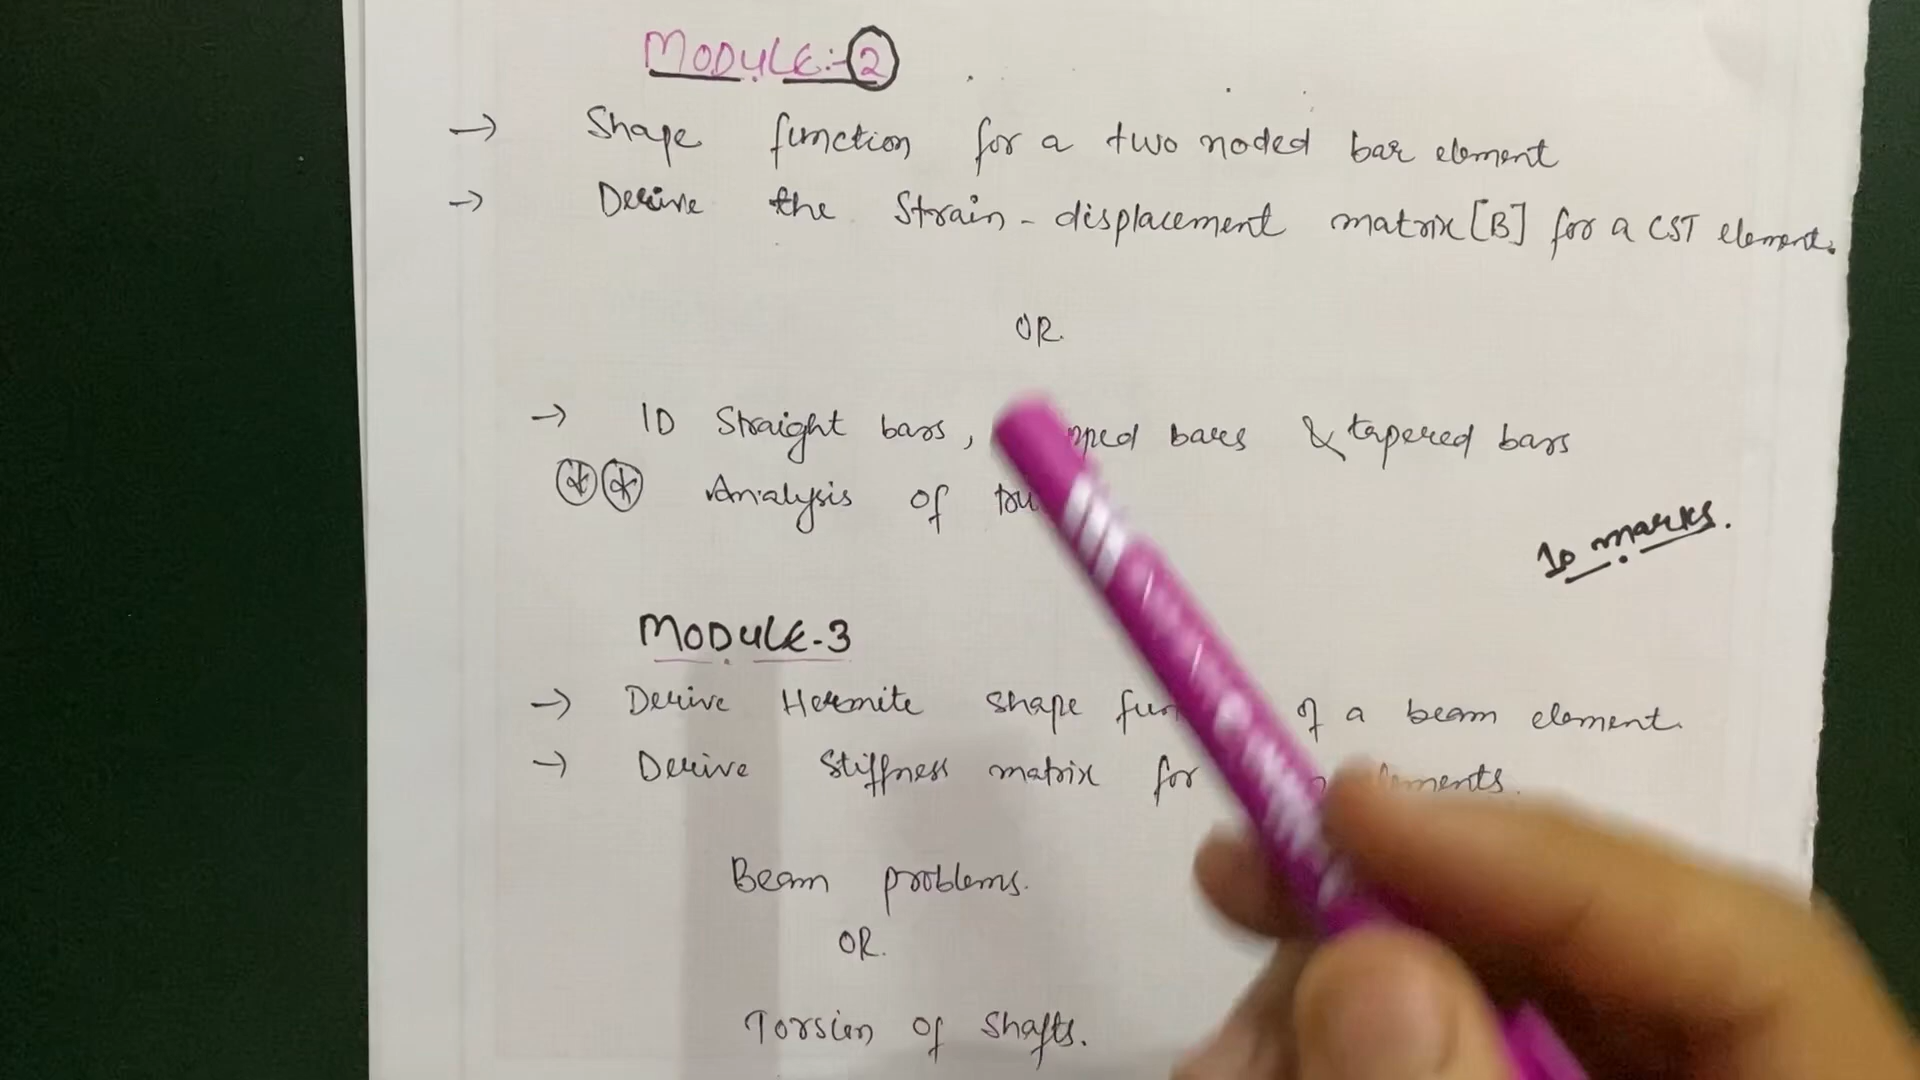 MODULE:-2
→ Shape function for a two noded bar element
→ Derive the Strain-displacement matrix [B] for a CST element.
OR.
→ 1D Straight bars, bars & tapered bars
Analysis of
10 marks.
MODULE-3
→ Derive Hermite shape of a beam element.
→ Derive Stiffness matrix for
Beam problems.
OR.
Torsion of shafts.